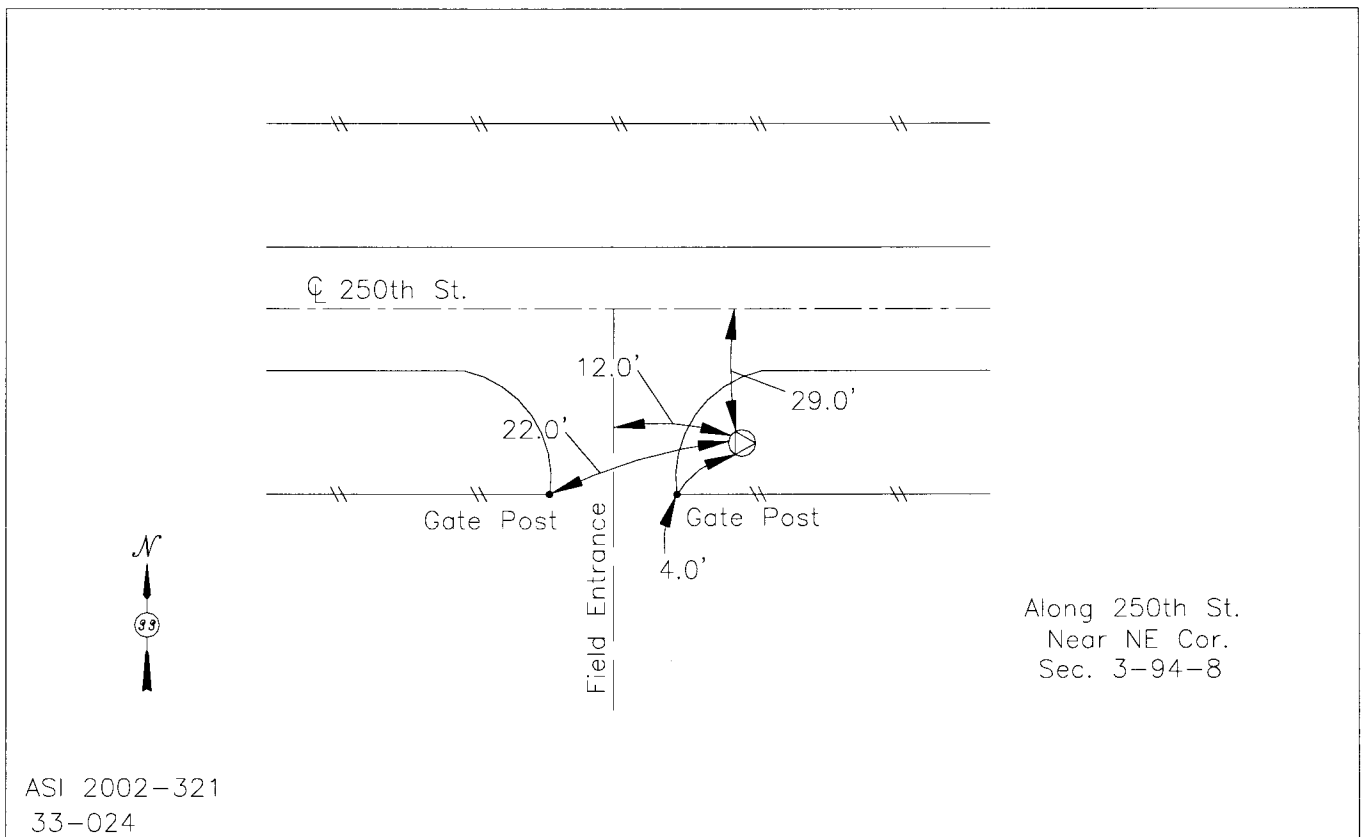 ℄ 250th St.
12.0'
29.0'
22.0'
Gate Post
Gate Post
4.0'
Field Entrance
N
33
Along 250th St.
Near NE Cor.
Sec. 3-94-8
ASI 2002-321
33-024